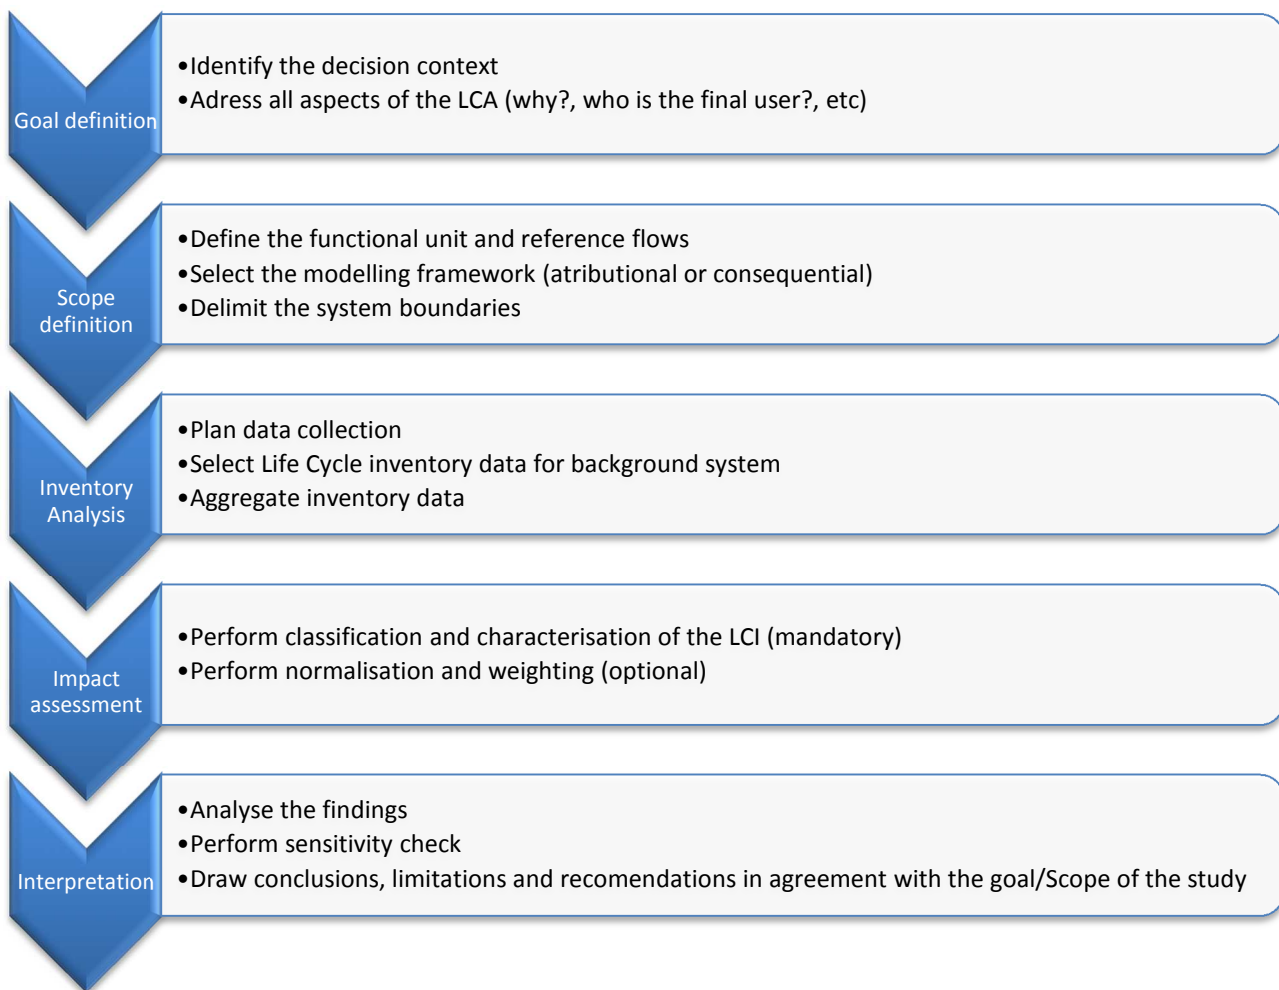 Goal definition
•Identify the decision context
•Adress all aspects of the LCA (why?, who is the final user?, etc)
Scope
definition
•Define the functional unit and reference flows
•Select the modelling framework (atributional or consequential)
•Delimit the system boundaries
Inventory
Analysis
•Plan data collection
•Select Life Cycle inventory data for background system
•Aggregate inventory data
Impact
assessment
•Perform classification and characterisation of the LCI (mandatory)
•Perform normalisation and weighting (optional)
Interpretation
•Analyse the findings
•Perform sensitivity check
•Draw conclusions, limitations and recomendations in agreement with the goal/Scope of the study